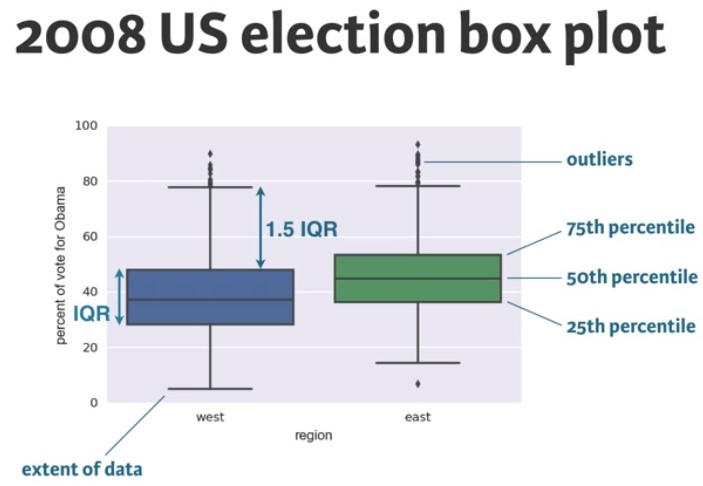 2008 US election box plot
100
80
60
40
20
0
percent of vote for Obama
1.5 IQR
IQR
outliers
75th percentile
50th percentile
25th percentile
west
east
region
extent of data